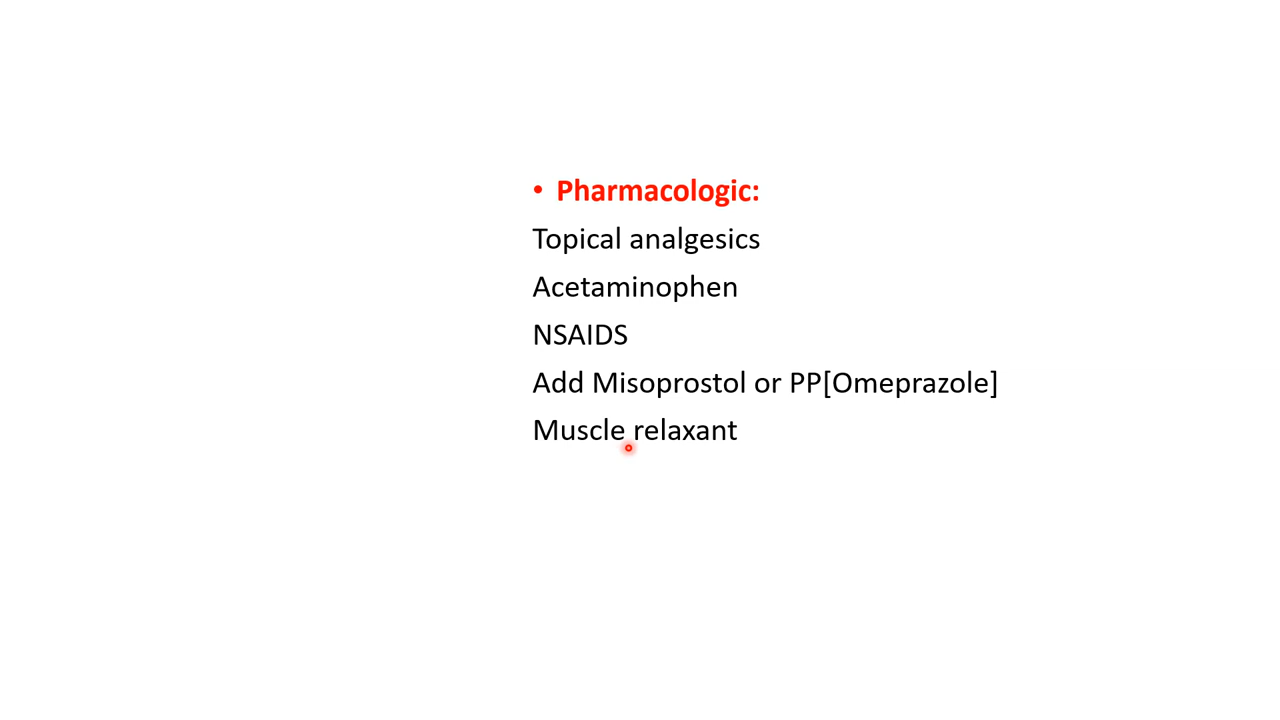 • Pharmacologic:
Topical analgesics
Acetaminophen
NSAIDS
Add Misoprostol or PP[Omeprazole]
Muscle relaxant